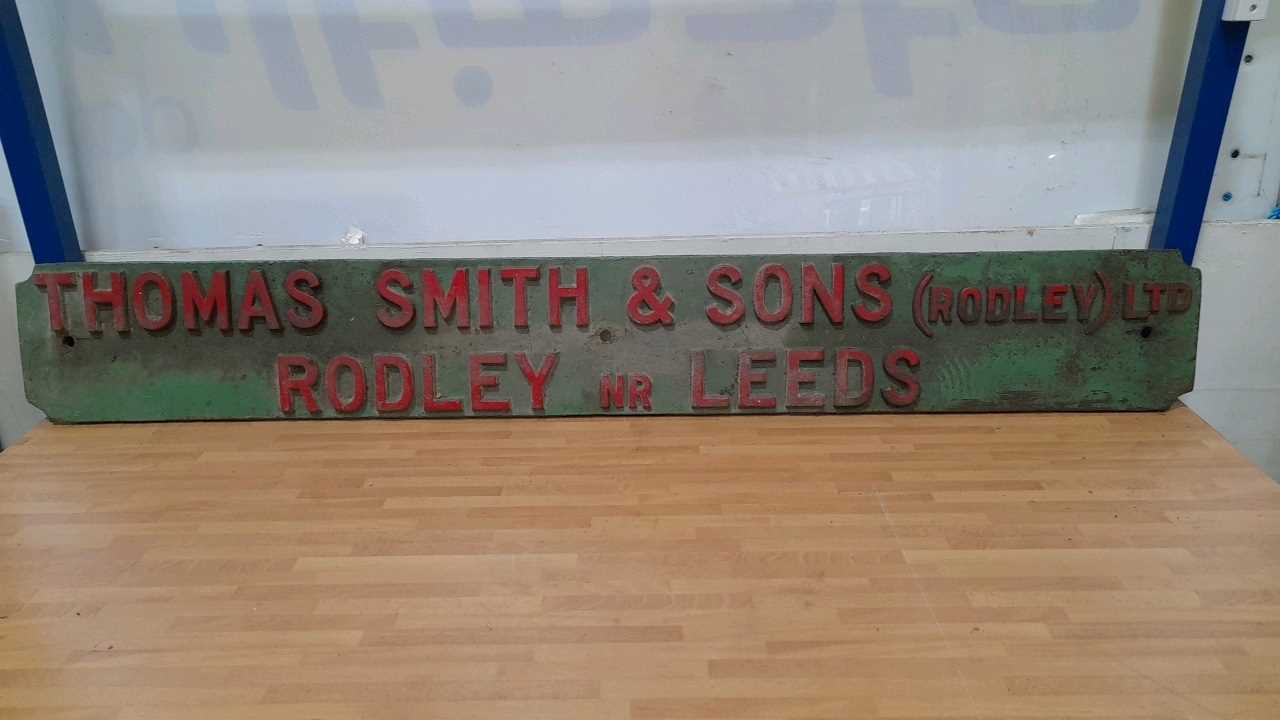 THOMAS SMITH & SONS (RODLEY) LTD
RODLEY NR LEEDS